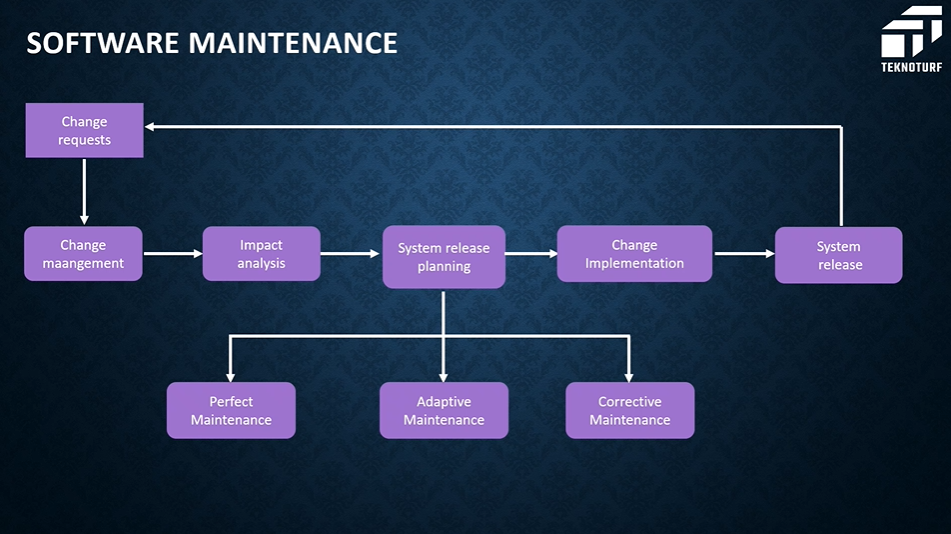 SOFTWARE MAINTENANCE
TEKNOTURF
Change
requests
Change
maangement
Impact
analysis
System release
planning
Change
Implementation
System
release
Perfect
Maintenance
Adaptive
Maintenance
Corrective
Maintenance